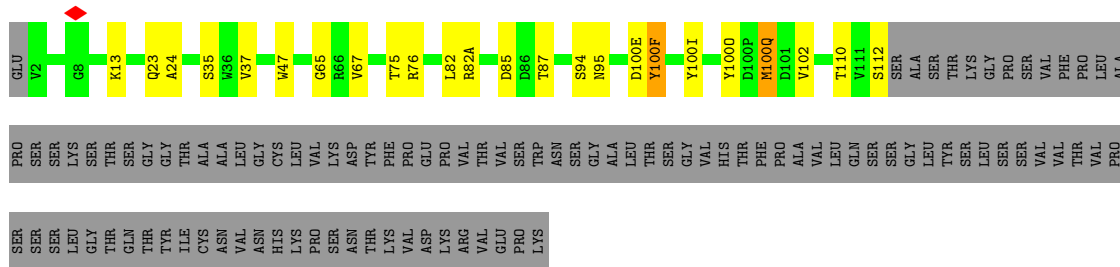 GLU V2 G8 K13 Q23 A24 S35 W36 V37 W47 G65 R66 V67 T75 R76 L82 R82A D85 D86 T87 S94 N95 D100E Y100F Y100I Y100O D100P M100Q D101 V102 T110 V111 S112 SER ALA SER THR LYS GLY PRO SER VAL PHE PRO LEU ALA
PRO SER SER LYS SER THR SER GLY GLY THR ALA ALA LEU GLY CYS LEU VAL LYS ASP TYR PHE PRO GLU PRO VAL THR VAL SER TRP ASN SER GLY ALA LEU THR SER GLY VAL HIS THR PHE PRO ALA VAL LEU GLN SER SER GLY LEU TYR SER LEU SER SER VAL VAL THR VAL PRO
SER SER SER LEU GLY THR GLN THR TYR ILE CYS ASN VAL ASN HIS LYS PRO SER ASN THR LYS VAL ASP LYS ARG VAL GLU PRO LYS